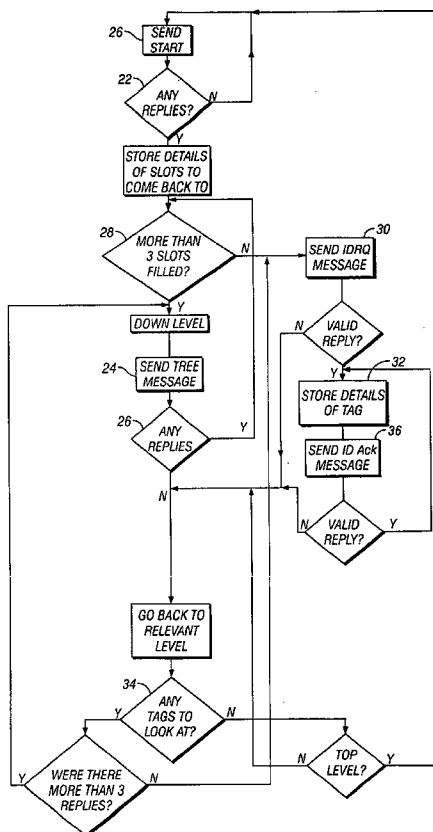 26
SEND
START
22
ANY
REPLIES?
N
Y
STORE DETAILS
OF SLOTS TO
COME BACK TO
28
MORE THAN
3 SLOTS
FILLED?
N
Y
30
SEND IDRQ
MESSAGE
DOWN LEVEL
N
VALID
REPLY?
Y
24
SEND TREE
MESSAGE
32
STORE DETAILS
OF TAG
26
ANY
REPLIES
Y
N
36
SEND ID Ack
MESSAGE
N
VALID
REPLY?
Y
GO BACK TO
RELEVANT
LEVEL
34
ANY
TAGS TO
LOOK AT?
Y
N
Y
WERE THERE
MORE THAN 3
REPLIES?
N
N
TOP
LEVEL?
Y